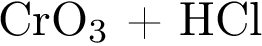 CrO₃ + HCl